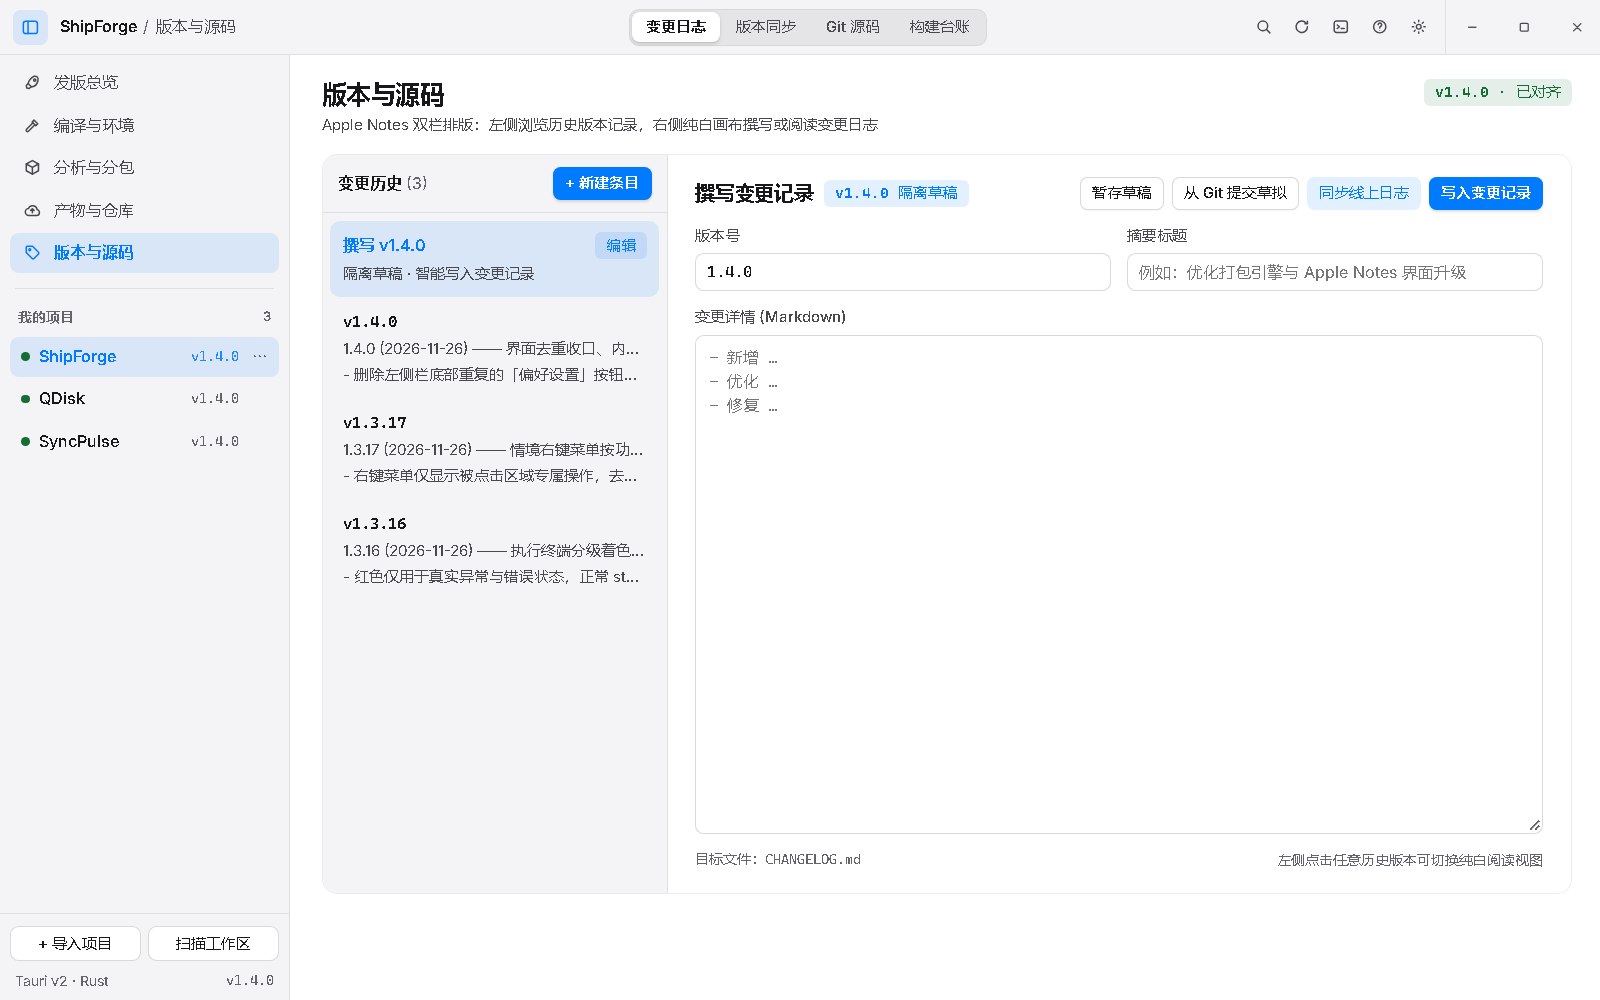 ShipForge / 版本与源码
变更日志 版本同步 Git 源码 构建台账
发版总览
编译与环境
分析与分包
产物与仓库
版本与源码
我的项目 3
ShipForge v1.4.0 ···
QDisk v1.4.0
SyncPulse v1.4.0
+ 导入项目 扫描工作区
Tauri v2 · Rust v1.4.0
版本与源码
Apple Notes 双栏排版：左侧浏览历史版本记录，右侧纯白画布撰写或阅读变更日志
v1.4.0 · 已对齐
变更历史 (3) + 新建条目
撰写 v1.4.0 编辑
隔离草稿 · 智能写入变更记录
v1.4.0
1.4.0 (2026-11-26) —— 界面去重收口、内...
- 删除左侧栏底部重复的「偏好设置」按钮...
v1.3.17
1.3.17 (2026-11-26) —— 情境右键菜单按功...
- 右键菜单仅显示被点击区域专属操作，去...
v1.3.16
1.3.16 (2026-11-26) —— 执行终端分级着色...
- 红色仅用于真实异常与错误状态，正常 st...
撰写变更记录 v1.4.0 隔离草稿 暂存草稿 从 Git 提交草拟 同步线上日志 写入变更记录
版本号 摘要标题
1.4.0 例如：优化打包引擎与 Apple Notes 界面升级
变更详情 (Markdown)
- 新增 …
- 优化 …
- 修复 …
目标文件：CHANGELOG.md 左侧点击任意历史版本可切换纯白阅读视图